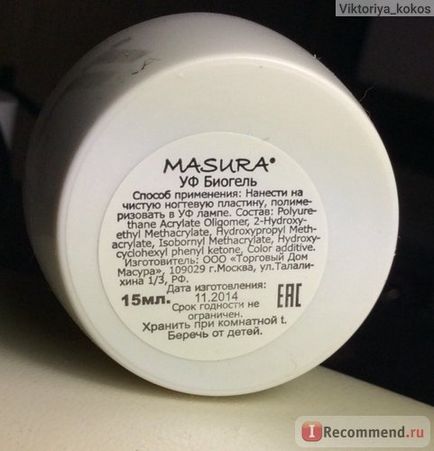 Viktoriya_kokos
MASURA®
УФ Биогель
Способ применения: Нанести на
чистую ногтевую пластину, полиме-
ризовать в УФ лампе. Состав: Polyure-
thane Acrylate Oligomer, 2-Hydroxy-
ethyl Methacrylate, Hydroxypropyl Meth-
acrylate, Isobornyl Methacrylate, Hydroxy-
cyclohexyl phenyl ketone, Color additive.
Изготовитель: ООО «Торговый Дом
Масура», 109029 г.Москва, ул.Талали-
хина 1/3, РФ.
Дата изготовления:
15мл. 11.2014
Срок годности не
ограничен.
Хранить при комнатной t.
Беречь от детей.
EAC
IRecommend.ru